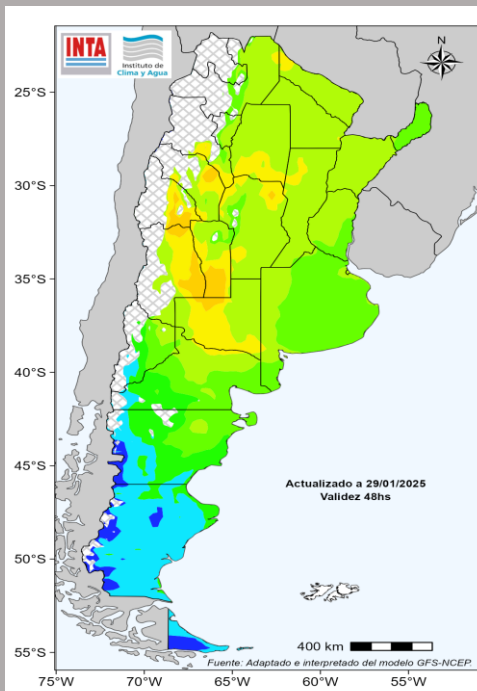 INTA
Instituto de
Clima y Agua
N
25°S
30°S
35°S
40°S
45°S
50°S
55°S
Actualizado a 29/01/2025
Validez 48hs
400 km
Fuente: Adaptado e interpretado del modelo GFS-NCEP.
75°W
70°W
65°W
60°W
55°W